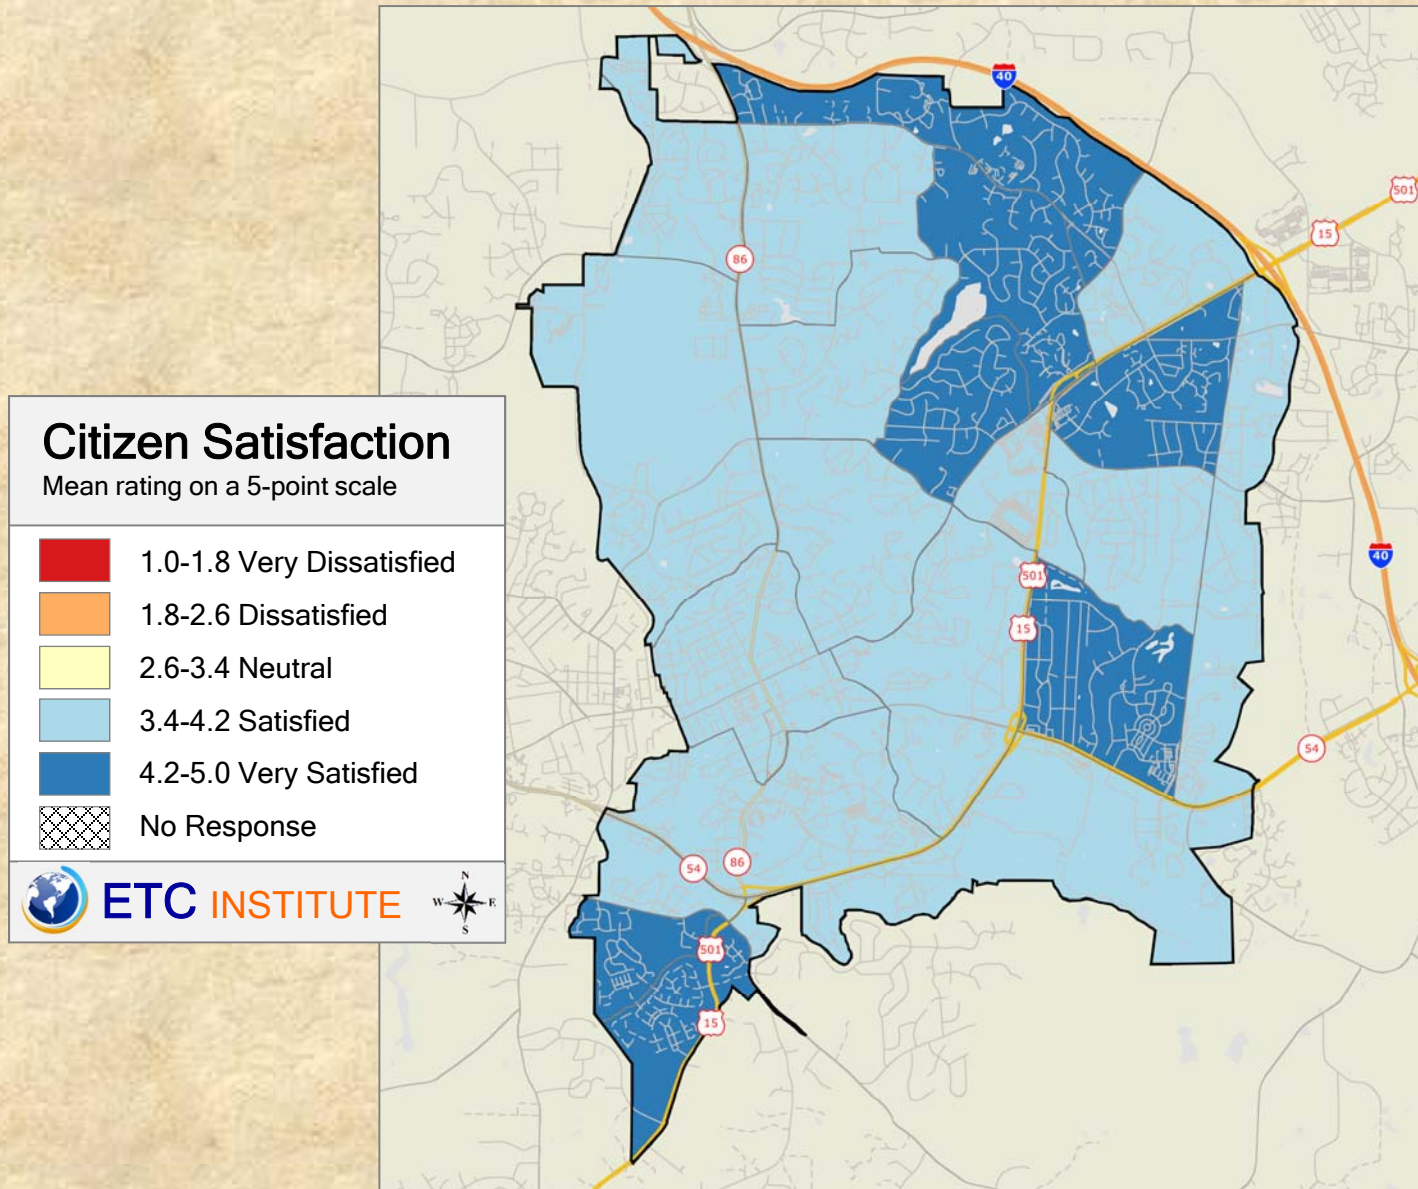 40
501
15
86
Citizen Satisfaction
Mean rating on a 5-point scale
1.0-1.8 Very Dissatisfied
1.8-2.6 Dissatisfied
2.6-3.4 Neutral
3.4-4.2 Satisfied
4.2-5.0 Very Satisfied
No Response
ETC INSTITUTE
N
W E
S
40
501
15
54
54
86
501
15